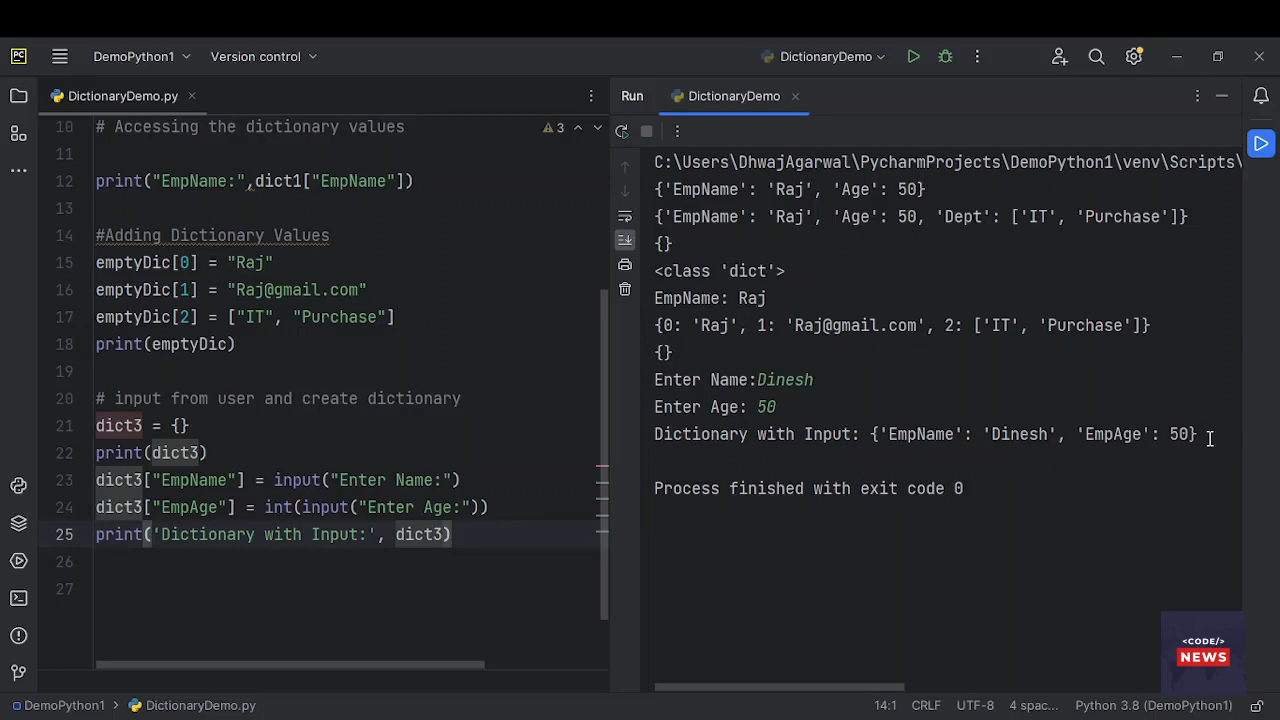 PC DemoPython1 Version control DictionaryDemo
DictionaryDemo.py
Run DictionaryDemo
10 # Accessing the dictionary values
3
11
12 print("EmpName:",dict1["EmpName"])
13
14 #Adding Dictionary Values
15 emptyDic[0] = "Raj"
16 emptyDic[1] = "Raj@gmail.com"
17 emptyDic[2] = ["IT", "Purchase"]
18 print(emptyDic)
19
20 # input from user and create dictionary
21 dict3 = {}
22 print(dict3)
23 dict3["EmpName"] = input("Enter Name:")
24 dict3["EmpAge"] = int(input("Enter Age:"))
25 print('Dictionary with Input:', dict3)
26
27
C:\Users\DhwajAgarwal\PycharmProjects\DemoPython1\venv\Scripts\
{'EmpName': 'Raj', 'Age': 50}
{'EmpName': 'Raj', 'Age': 50, 'Dept': ['IT', 'Purchase']}
{}
<class 'dict'>
EmpName: Raj
{0: 'Raj', 1: 'Raj@gmail.com', 2: ['IT', 'Purchase']}
{}
Enter Name:Dinesh
Enter Age: 50
Dictionary with Input: {'EmpName': 'Dinesh', 'EmpAge': 50}
Process finished with exit code 0
<CODE/>
NEWS
DemoPython1 > DictionaryDemo.py 14:1 CRLF UTF-8 4 spac... Python 3.8 (DemoPython1)